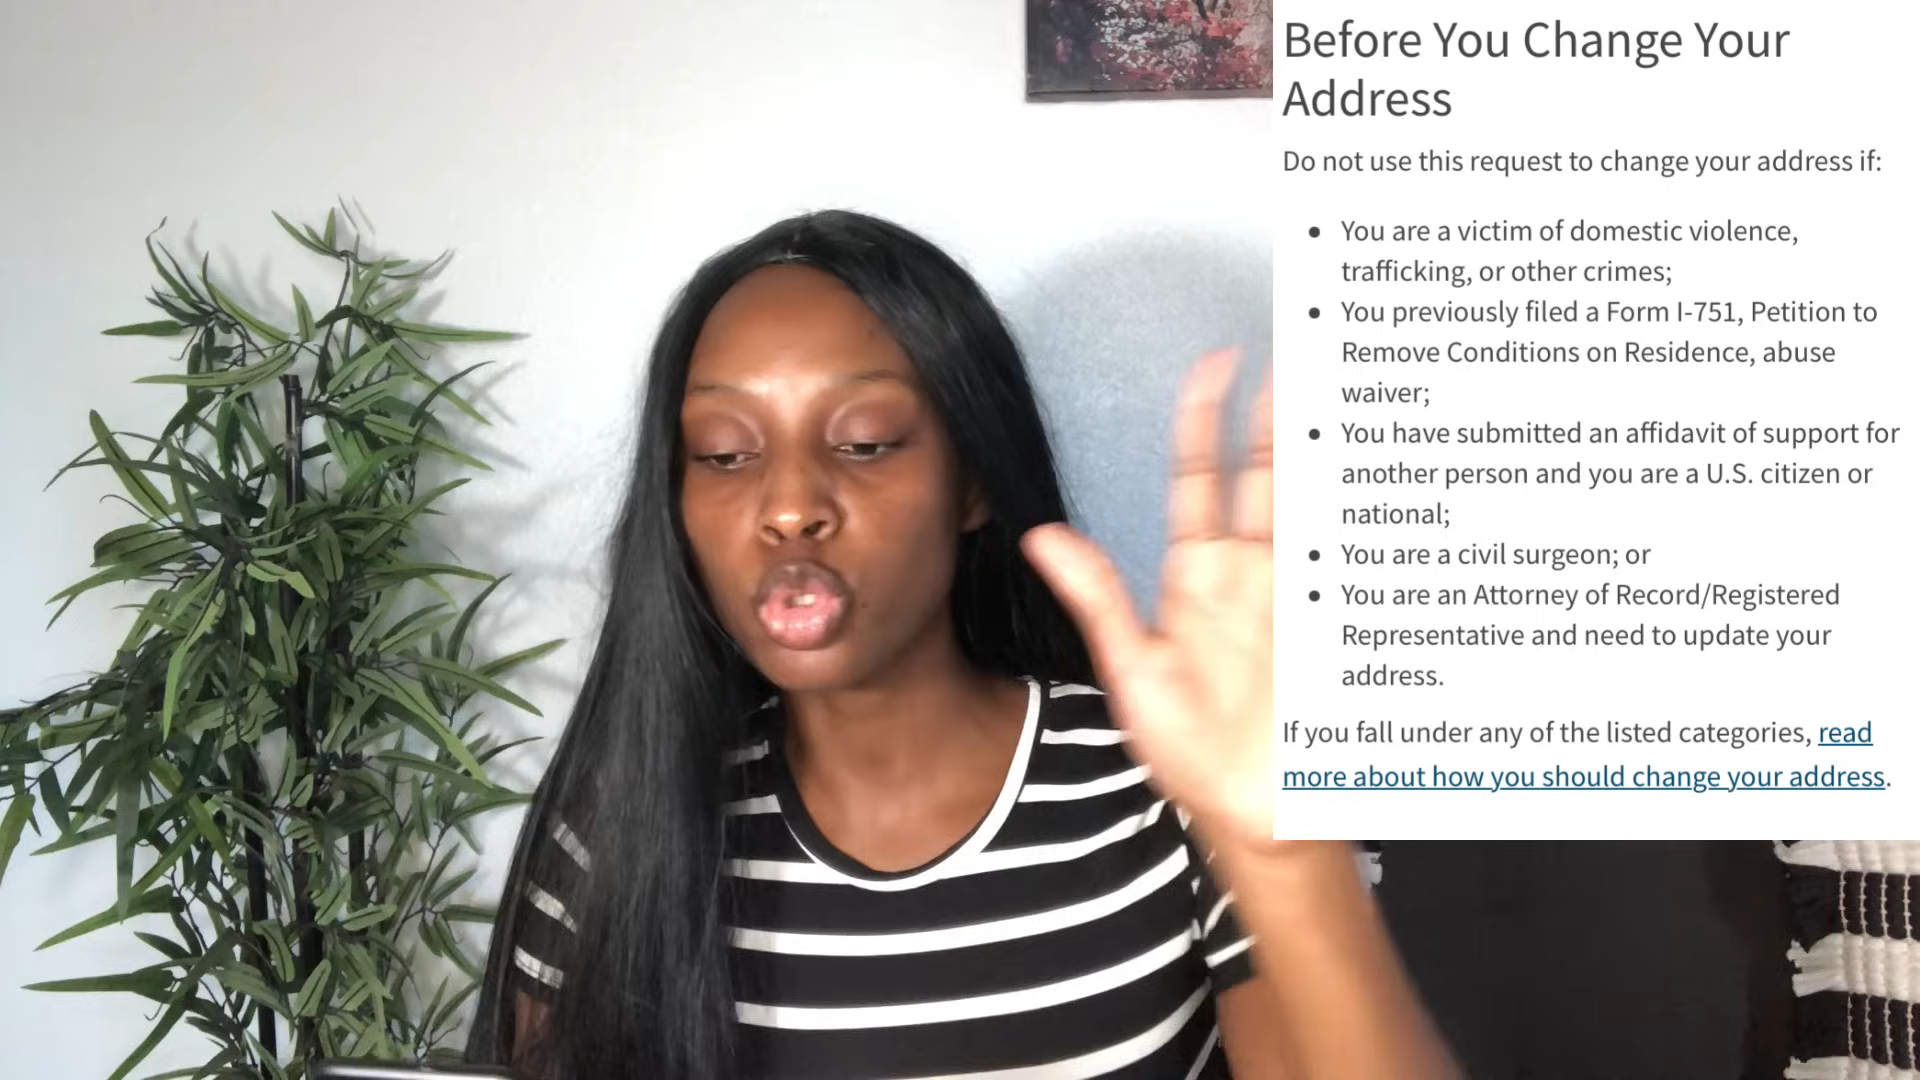 Before You Change Your
Address
Do not use this request to change your address if:
• You are a victim of domestic violence,
trafficking, or other crimes;
• You previously filed a Form I-751, Petition to
Remove Conditions on Residence, abuse
waiver;
• You have submitted an affidavit of support for
another person and you are a U.S. citizen or
national;
• You are a civil surgeon; or
• You are an Attorney of Record/Registered
Representative and need to update your
address.
If you fall under any of the listed categories, read
more about how you should change your address.